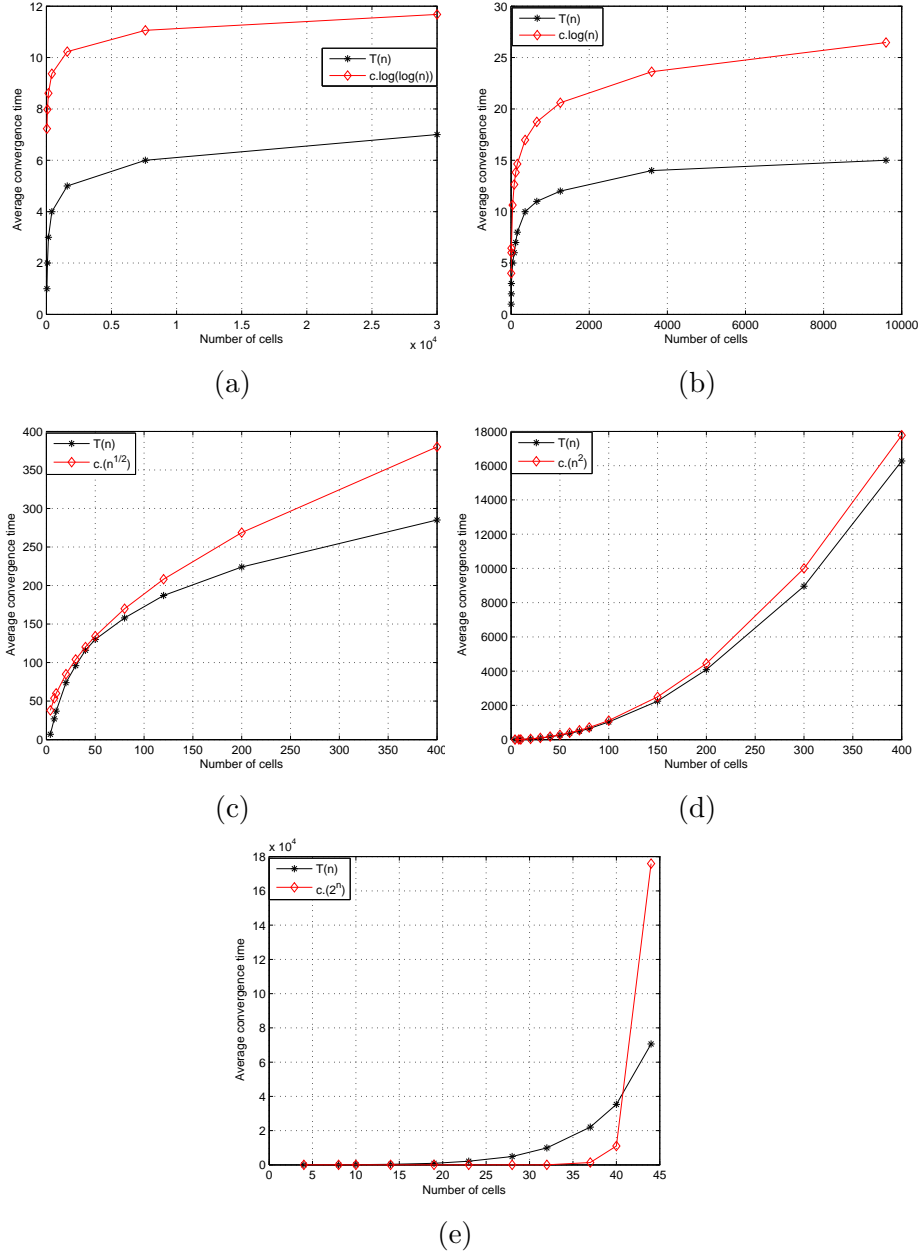 12
10
8
6
4
2
0
Average convergence time
T(n)
c.log(log(n))
0 0.5 1 1.5 2 2.5 3
x 10^4
Number of cells
(a)
30
25
20
15
10
5
0
Average convergence time
T(n)
c.log(n)
0 2000 4000 6000 8000 10000
Number of cells
(b)
400
350
300
250
200
150
100
50
0
Average convergence time
T(n)
c.(n^1/2)
0 50 100 150 200 250 300 350 400
Number of cells
(c)
18000
16000
14000
12000
10000
8000
6000
4000
2000
0
Average convergence time
T(n)
c.(n^2)
0 50 100 150 200 250 300 350 400
Number of cells
(d)
x 10^4
18
16
14
12
10
8
6
4
2
0
Average convergence time
T(n)
c.(2^n)
0 5 10 15 20 25 30 35 40 45
Number of cells
(e)